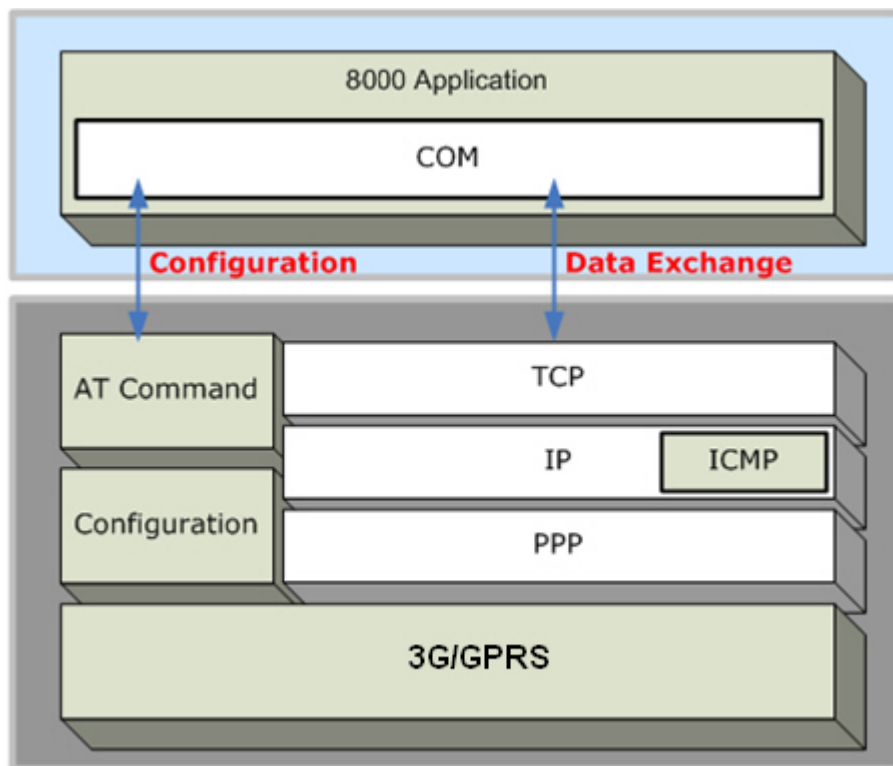 8000 Application
COM
Configuration
Data Exchange
AT Command
TCP
IP
ICMP
Configuration
PPP
3G/GPRS